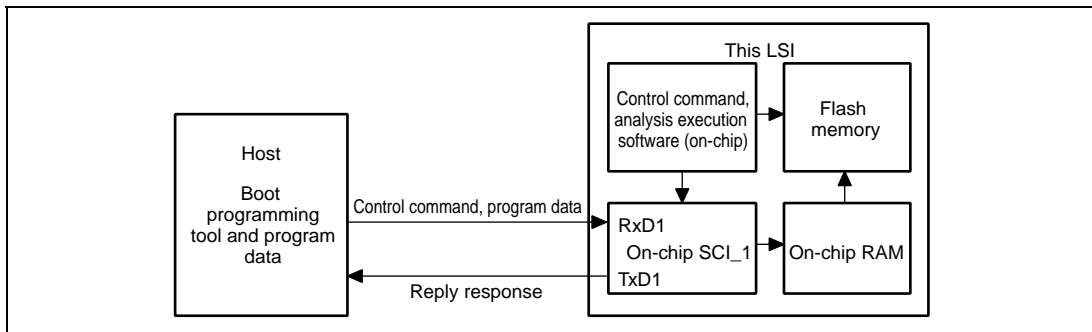 This LSI
Control command,
analysis execution
software (on-chip)
Flash
memory
Host
Boot
programming
tool and program
data
Control command, program data
RxD1
On-chip SCI_1
TxD1
On-chip RAM
Reply response